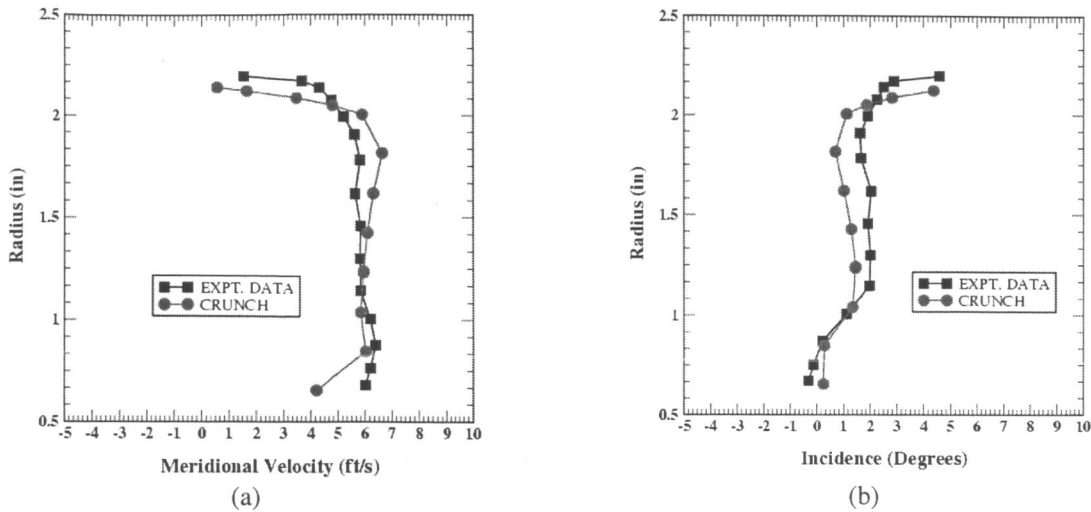 2.5
2
1.5
1
0.5
Radius (in)
EXPT. DATA
CRUNCH
-5 -4 -3 -2 -1 0 1 2 3 4 5 6 7 8 9 10
Meridional Velocity (ft/s)
(a)
2.5
2
1.5
1
0.5
Radius (in)
EXPT. DATA
CRUNCH
-5 -4 -3 -2 -1 0 1 2 3 4 5 6 7 8 9 10
Incidence (Degrees)
(b)